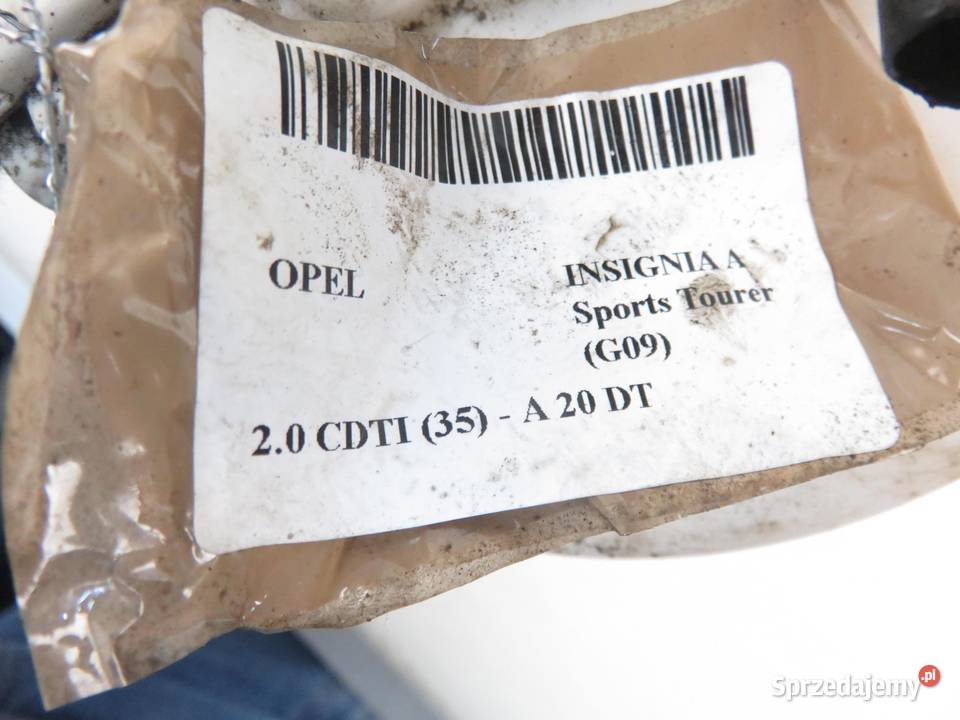 OPEL
INSIGNIA A
Sports Tourer
(G09)
2.0 CDTI (35) - A 20 DT
Sprzedajemy .pl